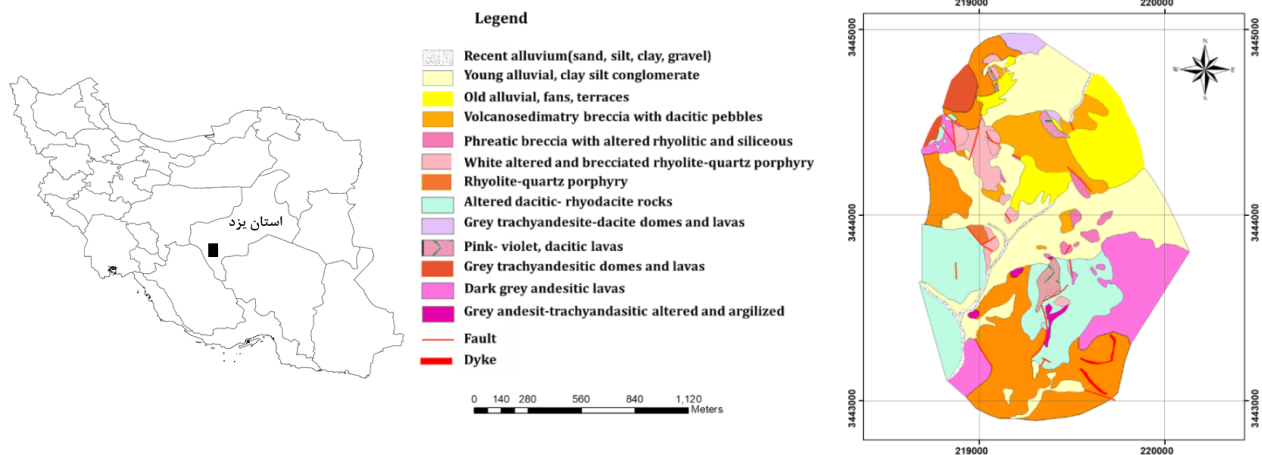 استان یزد
Legend
Recent alluvium(sand, silt, clay, gravel)
Young alluvial, clay silt conglomerate
Old alluvial, fans, terraces
Volcanosedimatry breccia with dacitic pebbles
Phreatic breccia with altered rhyolitic and siliceous
White altered and brecciated rhyolite-quartz porphyry
Rhyolite-quartz porphyry
Altered dacitic- rhyodacite rocks
Grey trachyandesite-dacite domes and lavas
Pink- violet, dacitic lavas
Grey trachyandesitic domes and lavas
Dark grey andesitic lavas
Grey andesit-trachyandasitic altered and argilized
Fault
Dyke
0 140 280 560 840 1,120
Meters
219000 220000
3445000 3445000
N
W E
S
3444000 3444000
3443000 3443000
219000 220000